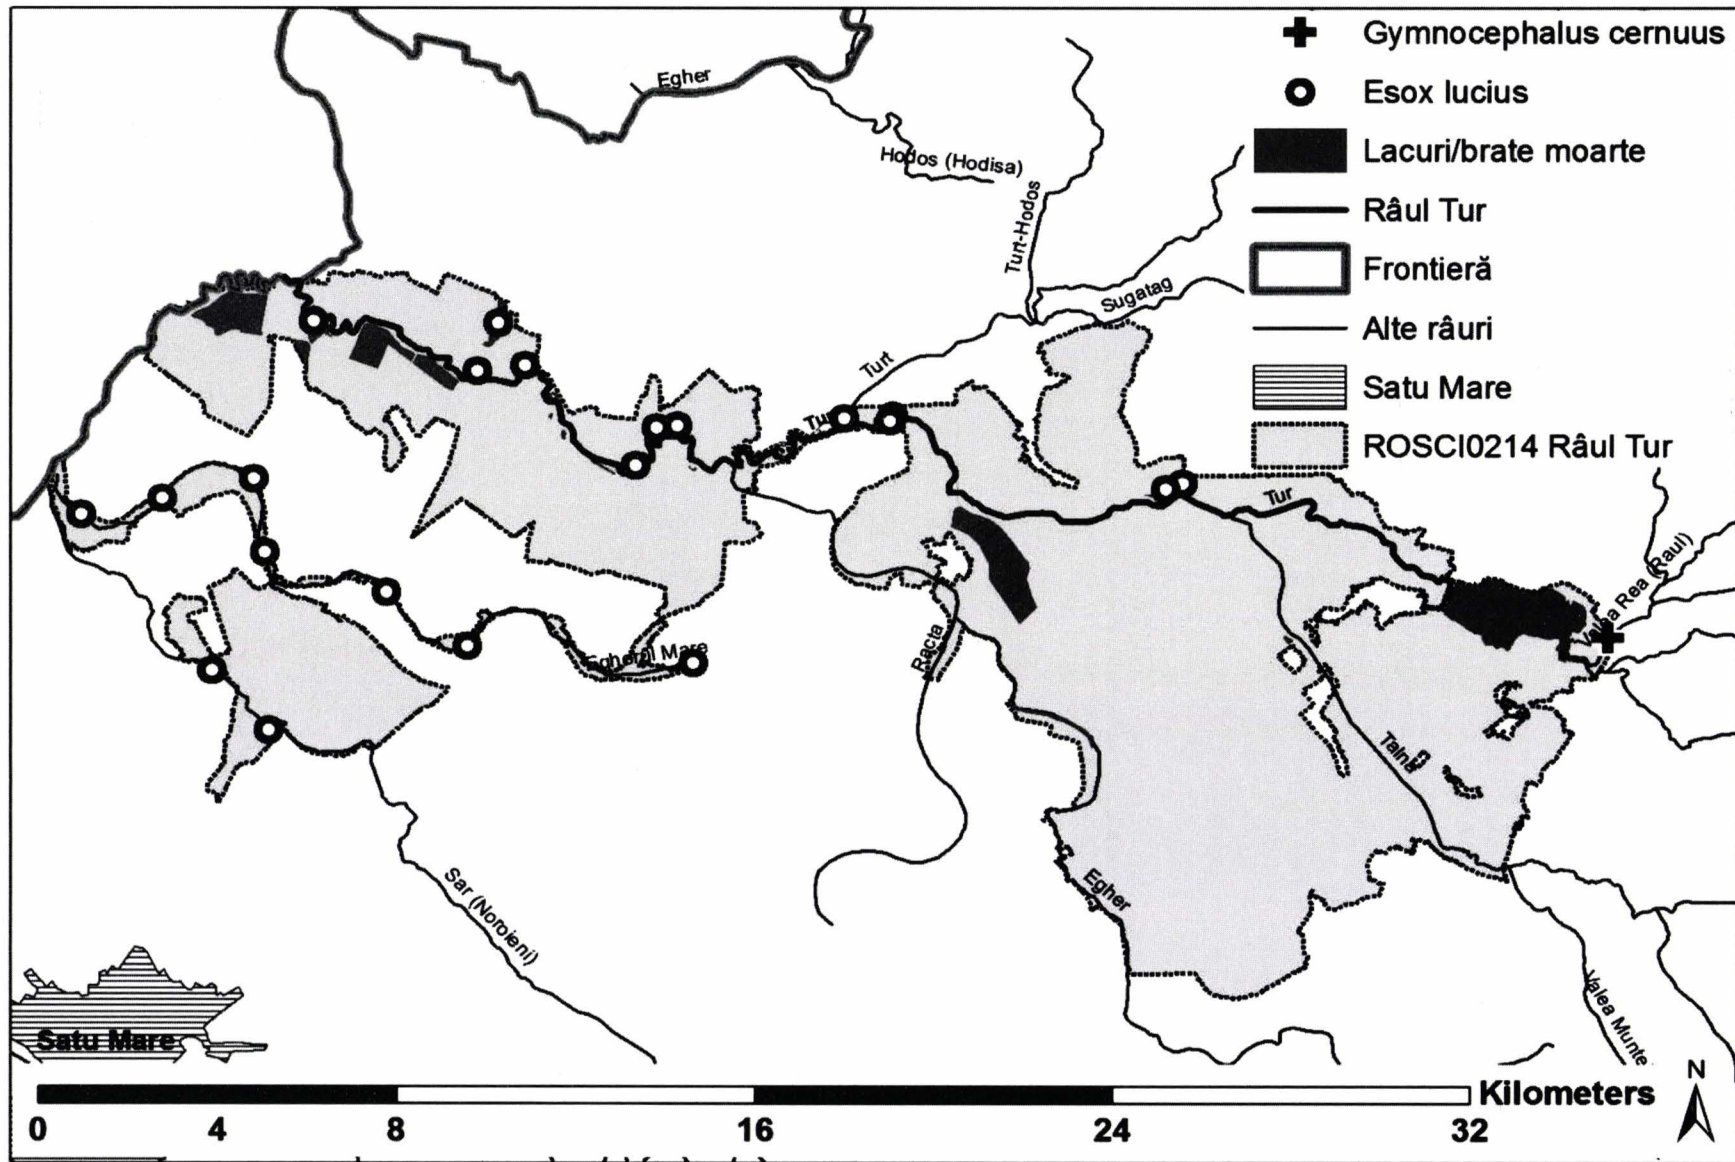 Gymnocephalus cernuus
Esox lucius
Lacuri/brate moarte
Râul Tur
Frontieră
Alte râuri
Satu Mare
ROSCI0214 Râul Tur
Egher
Hodos (Hodisa)
Turt-Hodos
Sugatag
Turt
Tur
Tur
Valea Rea (Raul)
Racta
Egherul Mare
Talna
Egher
Sar (Noroieni)
Valea Munte
Satu Mare
N
Kilometers
0 4 8 16 24 32